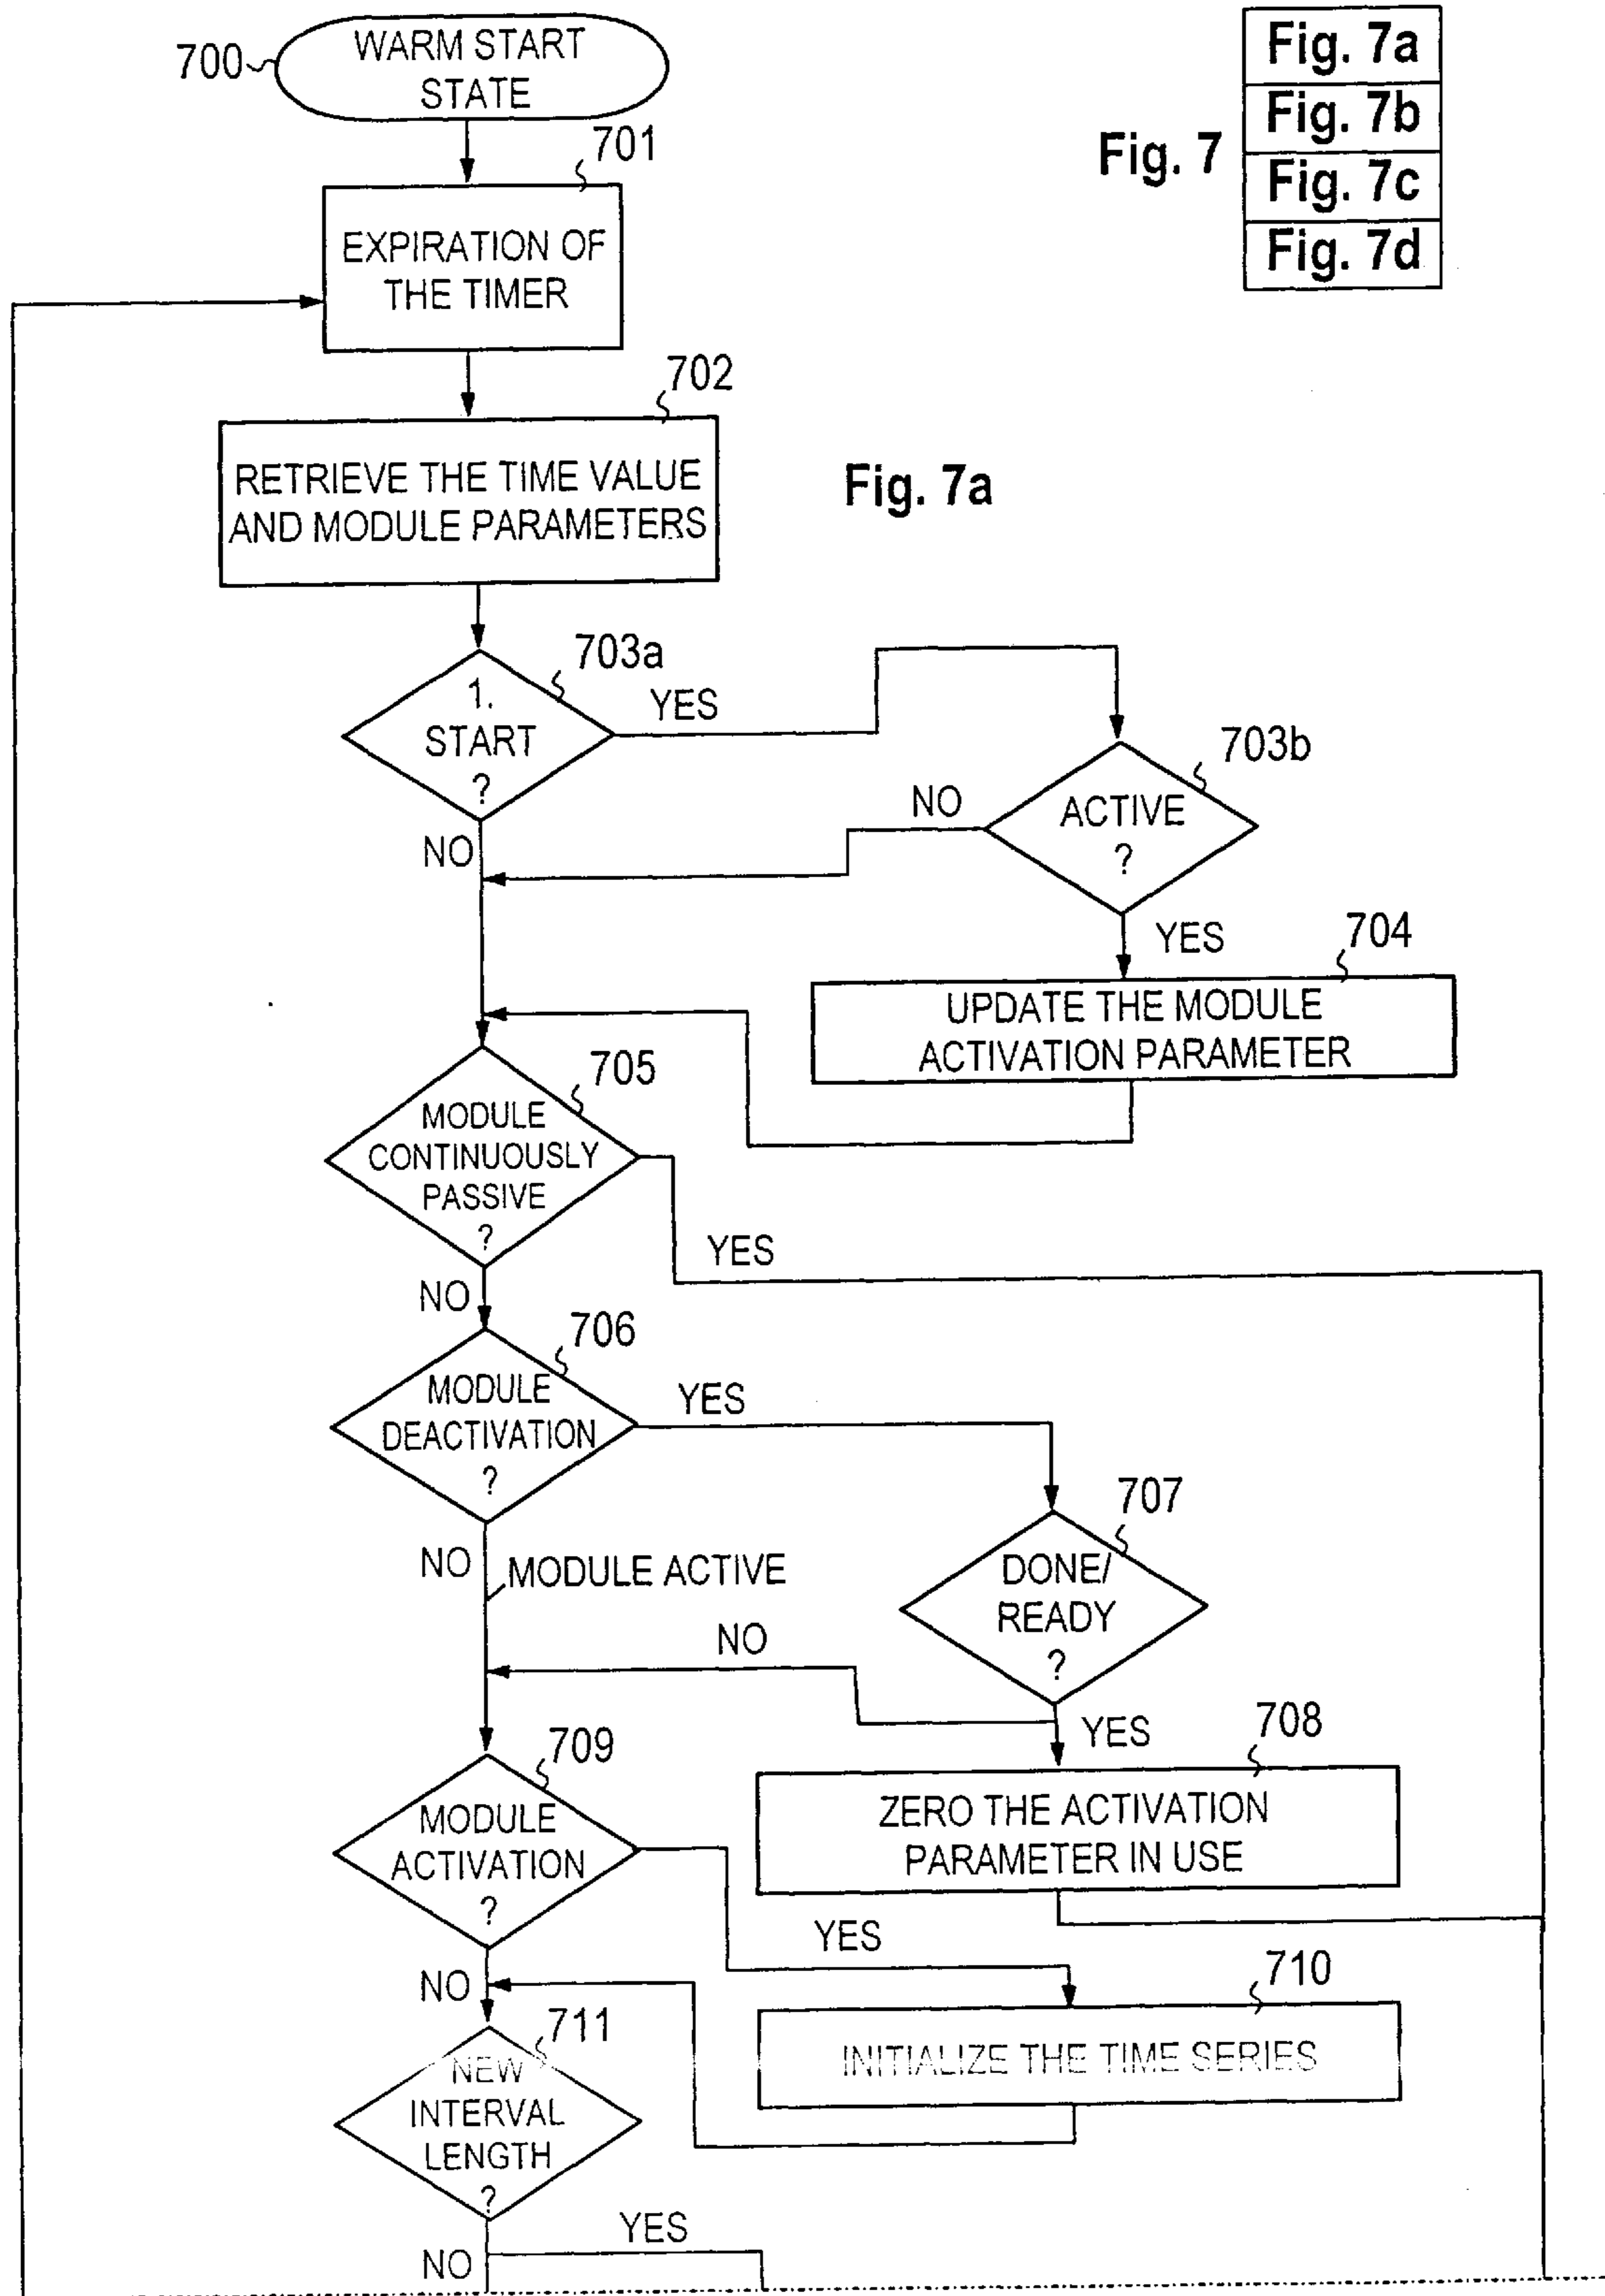 700
WARM START
STATE
Fig. 7
Fig. 7a
Fig. 7b
Fig. 7c
Fig. 7d
701
EXPIRATION OF
THE TIMER
702
RETRIEVE THE TIME VALUE
AND MODULE PARAMETERS
Fig. 7a
703a
1.
START
?
YES
NO
703b
ACTIVE
?
NO
YES
704
UPDATE THE MODULE
ACTIVATION PARAMETER
705
MODULE
CONTINUOUSLY
PASSIVE
?
YES
NO
706
MODULE
DEACTIVATION
?
YES
NO
MODULE ACTIVE
707
DONE/
READY
?
NO
YES
708
ZERO THE ACTIVATION
PARAMETER IN USE
709
MODULE
ACTIVATION
?
YES
NO
710
INITIALIZE THE TIME SERIES
711
NEW
INTERVAL
LENGTH
?
YES
NO